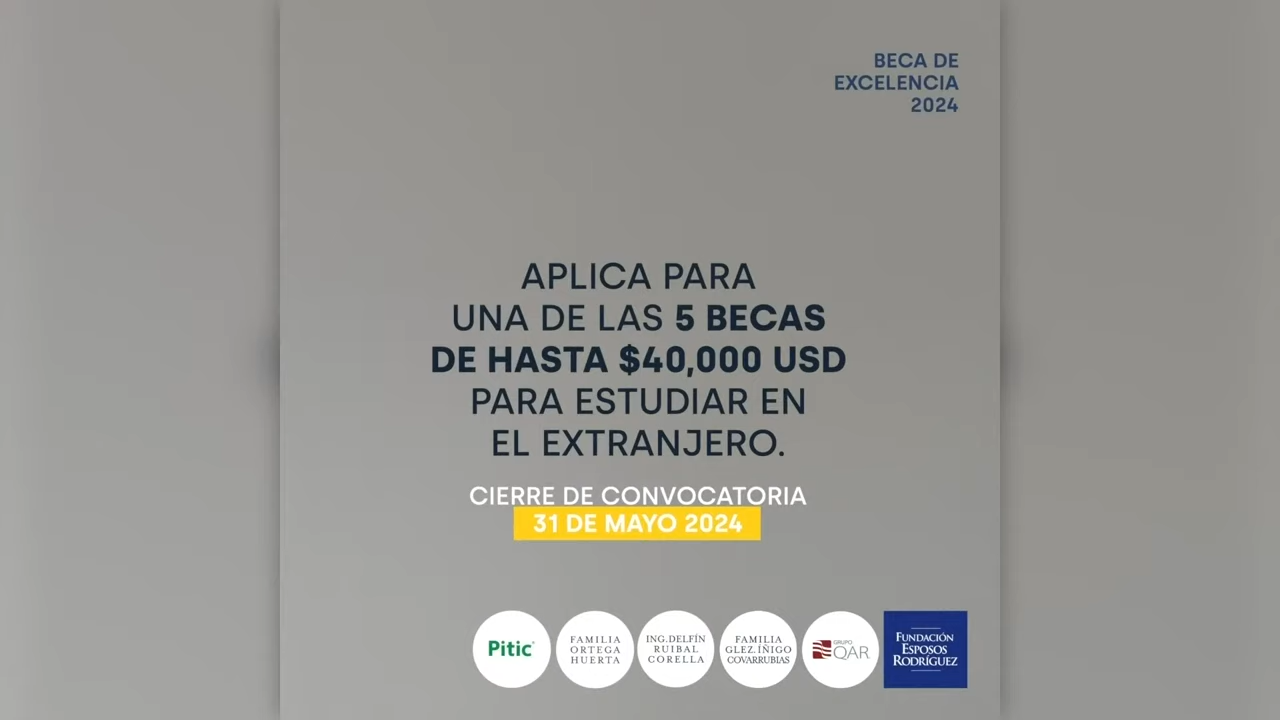 BECA DE
EXCELENCIA
2024
APLICA PARA
UNA DE LAS 5 BECAS
DE HASTA $40,000 USD
PARA ESTUDIAR EN
EL EXTRANJERO.
CIERRE DE CONVOCATORIA
31 DE MAYO 2024
Pitic
FAMILIA
ORTEGA
HUERTA
ING.DELFÍN
RUIBAL
CORELLA
FAMILIA
GLEZ.ÍÑIGO
COVARRUBIAS
GRUPO
QAR
FUNDACIÓN
ESPOSOS
RODRÍGUEZ